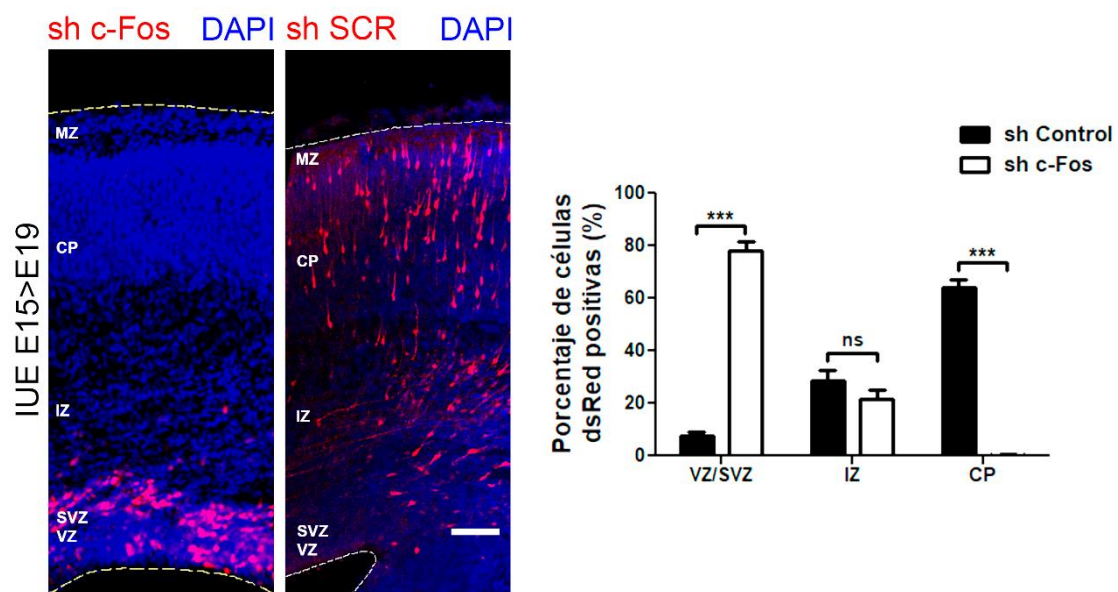 sh c-Fos DAPI
sh SCR DAPI
IUE E15>E19
MZ
CP
IZ
SVZ
VZ
MZ
CP
IZ
SVZ
VZ
sh Control
sh c-Fos
Porcentaje de células
dsRed positivas (%)
100
80
60
40
20
0
***
ns
***
VZ/SVZ IZ CP